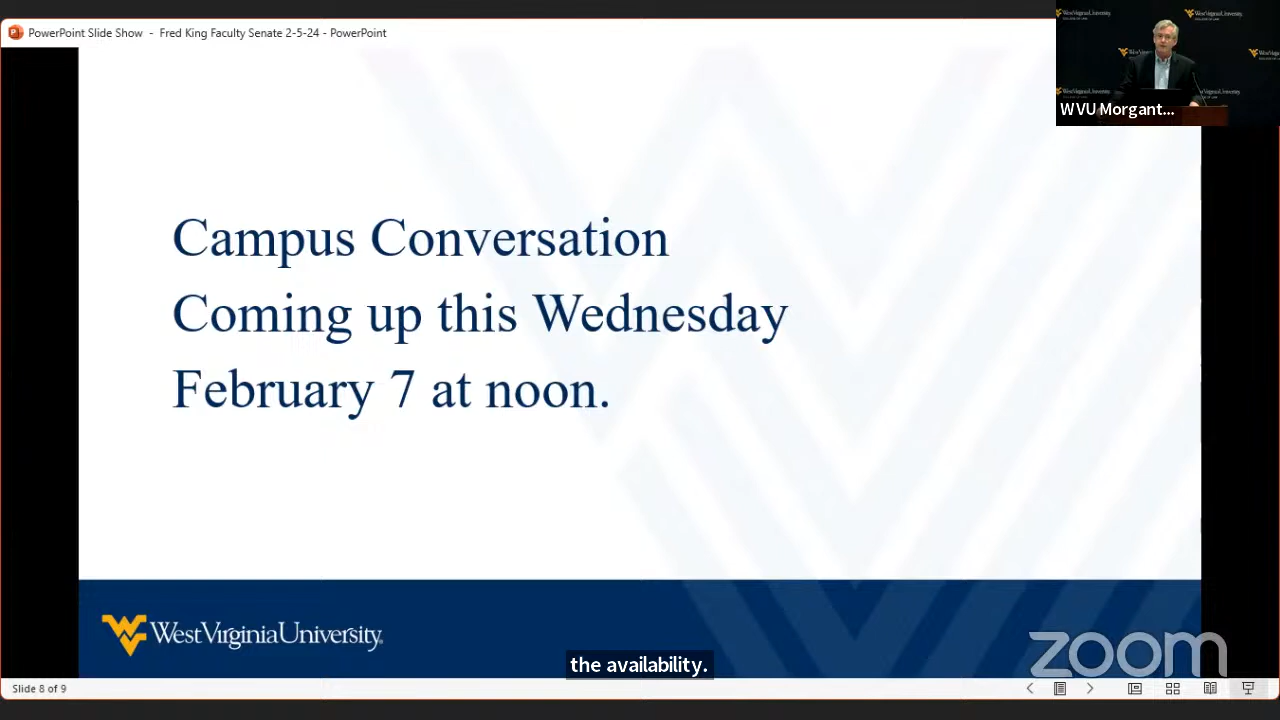 PowerPoint Slide Show - Fred King Faculty Senate 2-5-24 - PowerPoint
WVU Morgant...
Campus Conversation
Coming up this Wednesday
February 7 at noon.
WV WestVirginiaUniversity.
the availability.
zoom
Slide 8 of 9